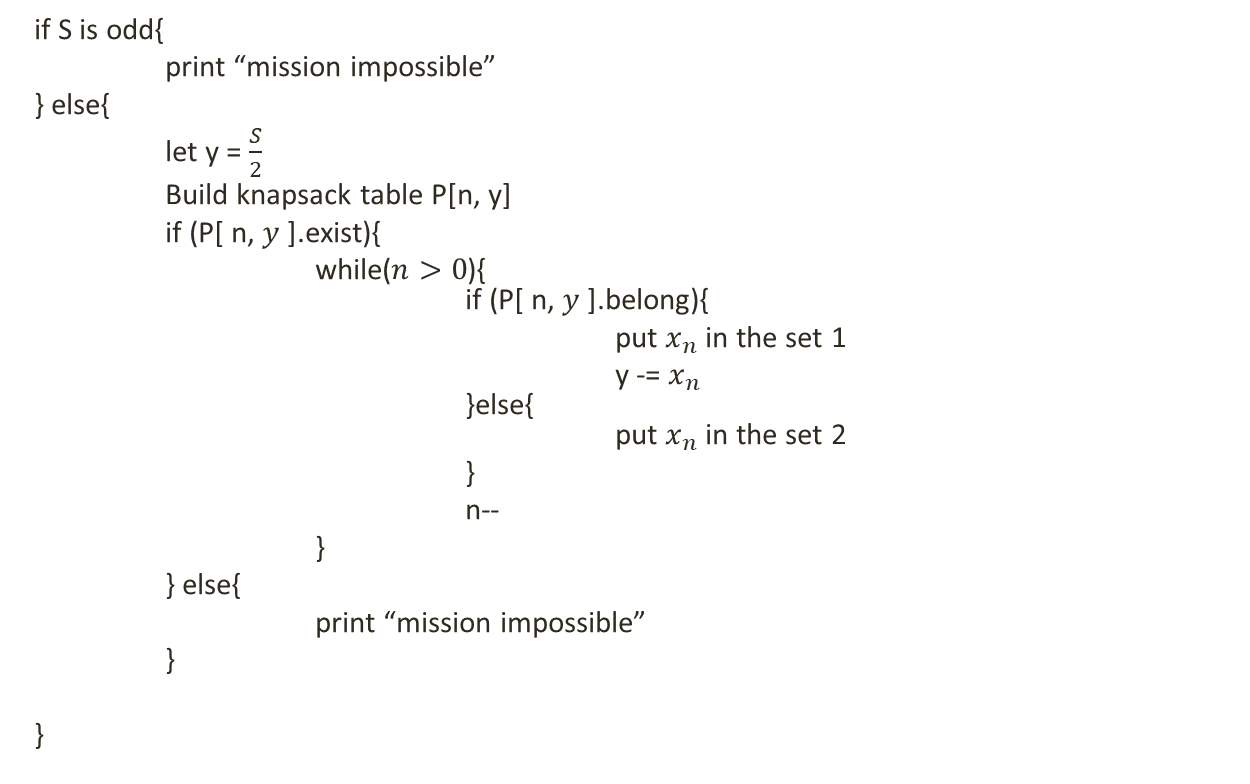 if S is odd{
print “mission impossible”
} else{
let y = S/2
Build knapsack table P[n, y]
if (P[ n, y ].exist){
while(n > 0){
if (P[ n, y ].belong){
put xₙ in the set 1
y -= xₙ
}else{
put xₙ in the set 2
}
n--
}
} else{
print “mission impossible”
}
}